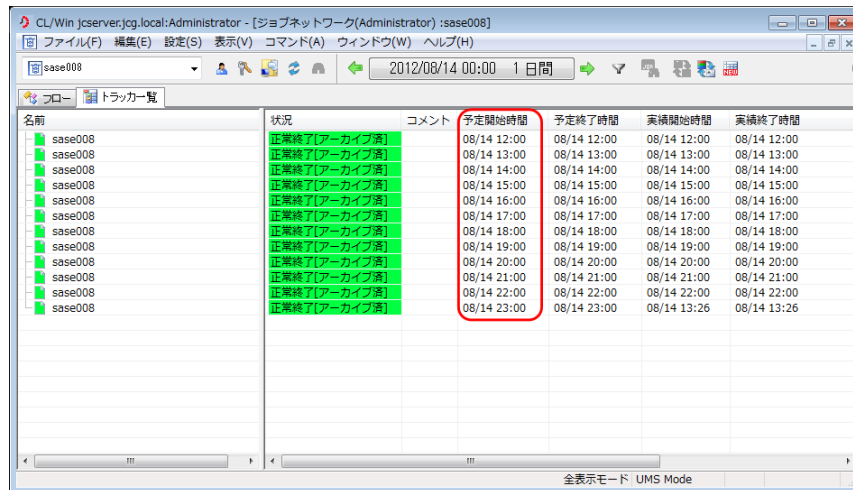 CL/Win jcserver.jcg.local:Administrator - [ジョブネットワーク(Administrator) :sase008]
ファイル(F) 編集(E) 設定(S) 表示(V) コマンド(A) ウィンドウ(W) ヘルプ(H)
sase008 2012/08/14 00:00 1 日間
フロー トラッカ一覧
名前 状況 コメント 予定開始時間 予定終了時間 実績開始時間 実績終了時間
sase008 正常終了[アーカイブ済] 08/14 12:00 08/14 12:00 08/14 12:00 08/14 12:00
sase008 正常終了[アーカイブ済] 08/14 13:00 08/14 13:00 08/14 13:00 08/14 13:00
sase008 正常終了[アーカイブ済] 08/14 14:00 08/14 14:00 08/14 14:00 08/14 14:00
sase008 正常終了[アーカイブ済] 08/14 15:00 08/14 15:00 08/14 15:00 08/14 15:00
sase008 正常終了[アーカイブ済] 08/14 16:00 08/14 16:00 08/14 16:00 08/14 16:00
sase008 正常終了[アーカイブ済] 08/14 17:00 08/14 17:00 08/14 17:00 08/14 17:00
sase008 正常終了[アーカイブ済] 08/14 18:00 08/14 18:00 08/14 18:00 08/14 18:00
sase008 正常終了[アーカイブ済] 08/14 19:00 08/14 19:00 08/14 19:00 08/14 19:00
sase008 正常終了[アーカイブ済] 08/14 20:00 08/14 20:00 08/14 20:00 08/14 20:00
sase008 正常終了[アーカイブ済] 08/14 21:00 08/14 21:00 08/14 21:00 08/14 21:00
sase008 正常終了[アーカイブ済] 08/14 22:00 08/14 22:00 08/14 22:00 08/14 22:00
sase008 正常終了[アーカイブ済] 08/14 23:00 08/14 23:00 08/14 13:26 08/14 13:26
全表示モード UMS Mode